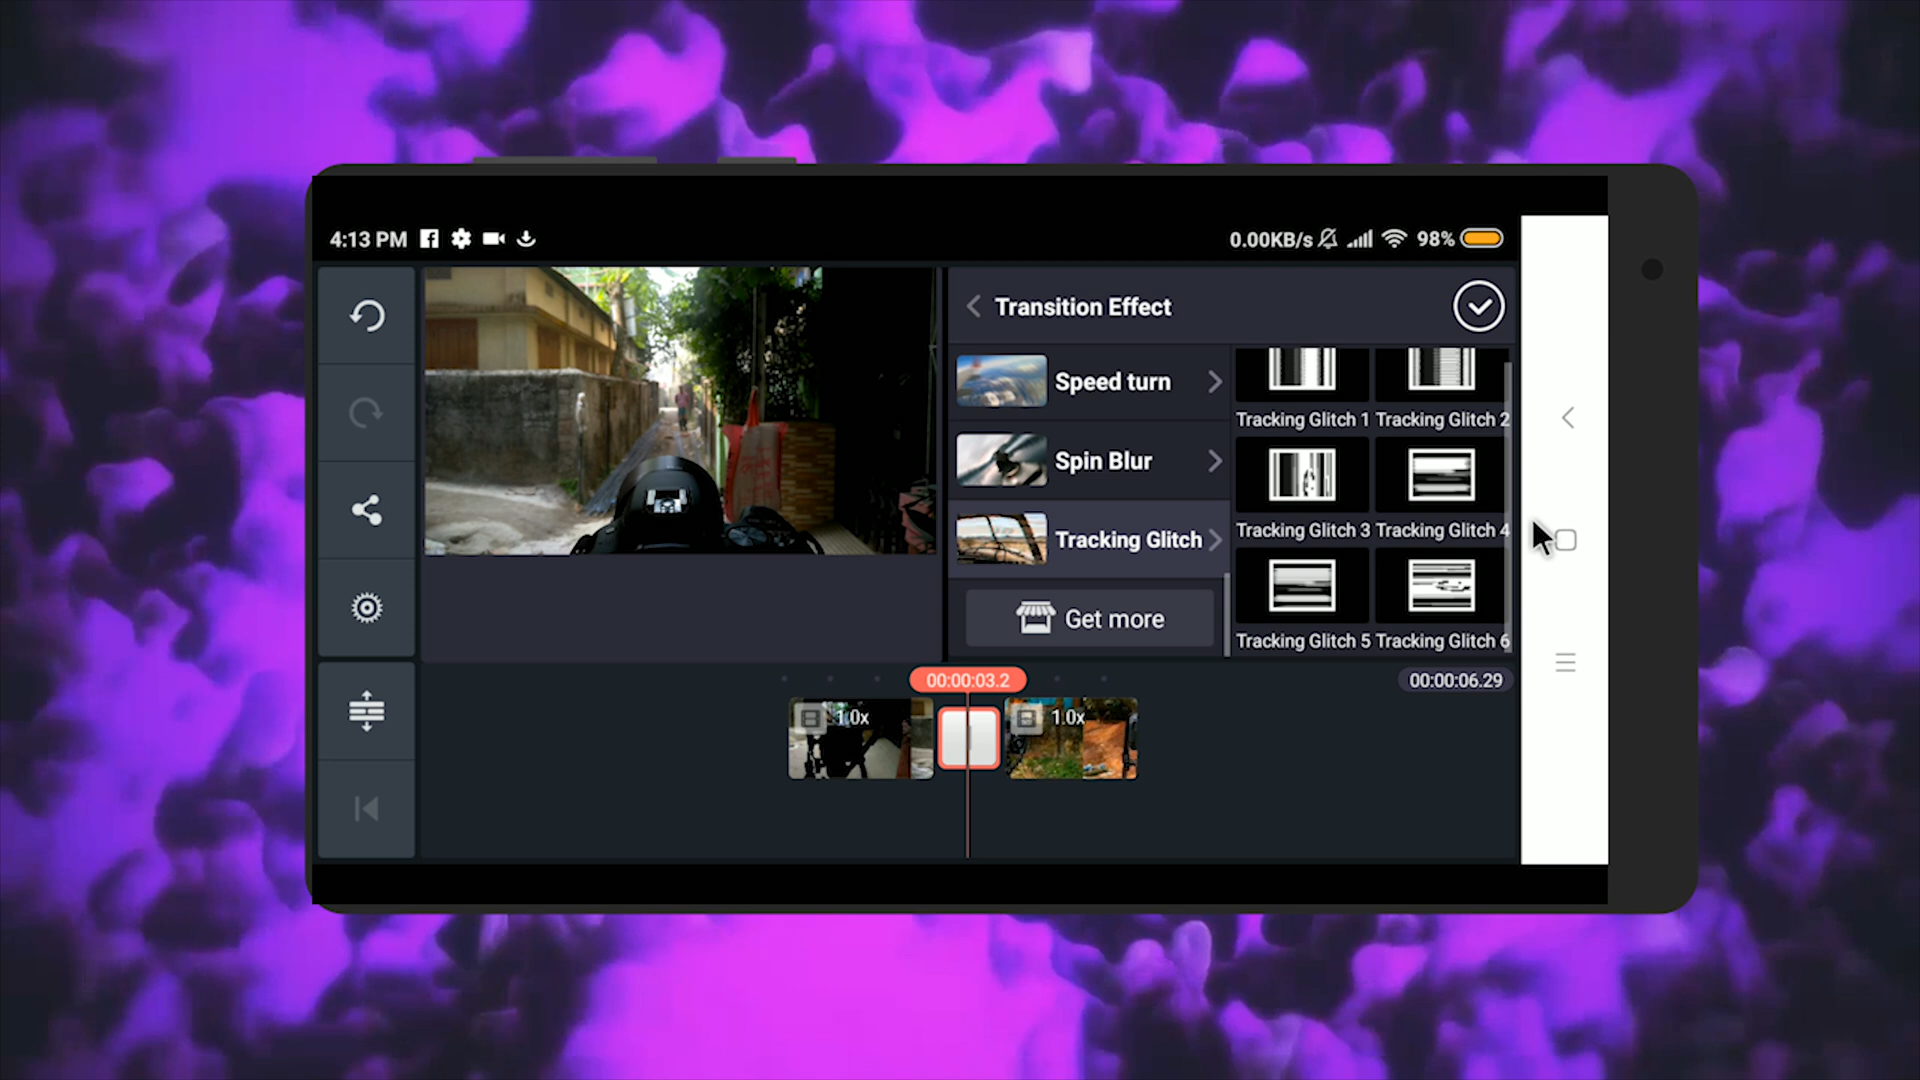 4:13 PM
0.00KB/s 98%
Transition Effect
Speed turn
Spin Blur
Tracking Glitch
Get more
Tracking Glitch 1 Tracking Glitch 2
Tracking Glitch 3 Tracking Glitch 4
Tracking Glitch 5 Tracking Glitch 6
00:00:03.2
00:00:06.29
1.0x
1.0x